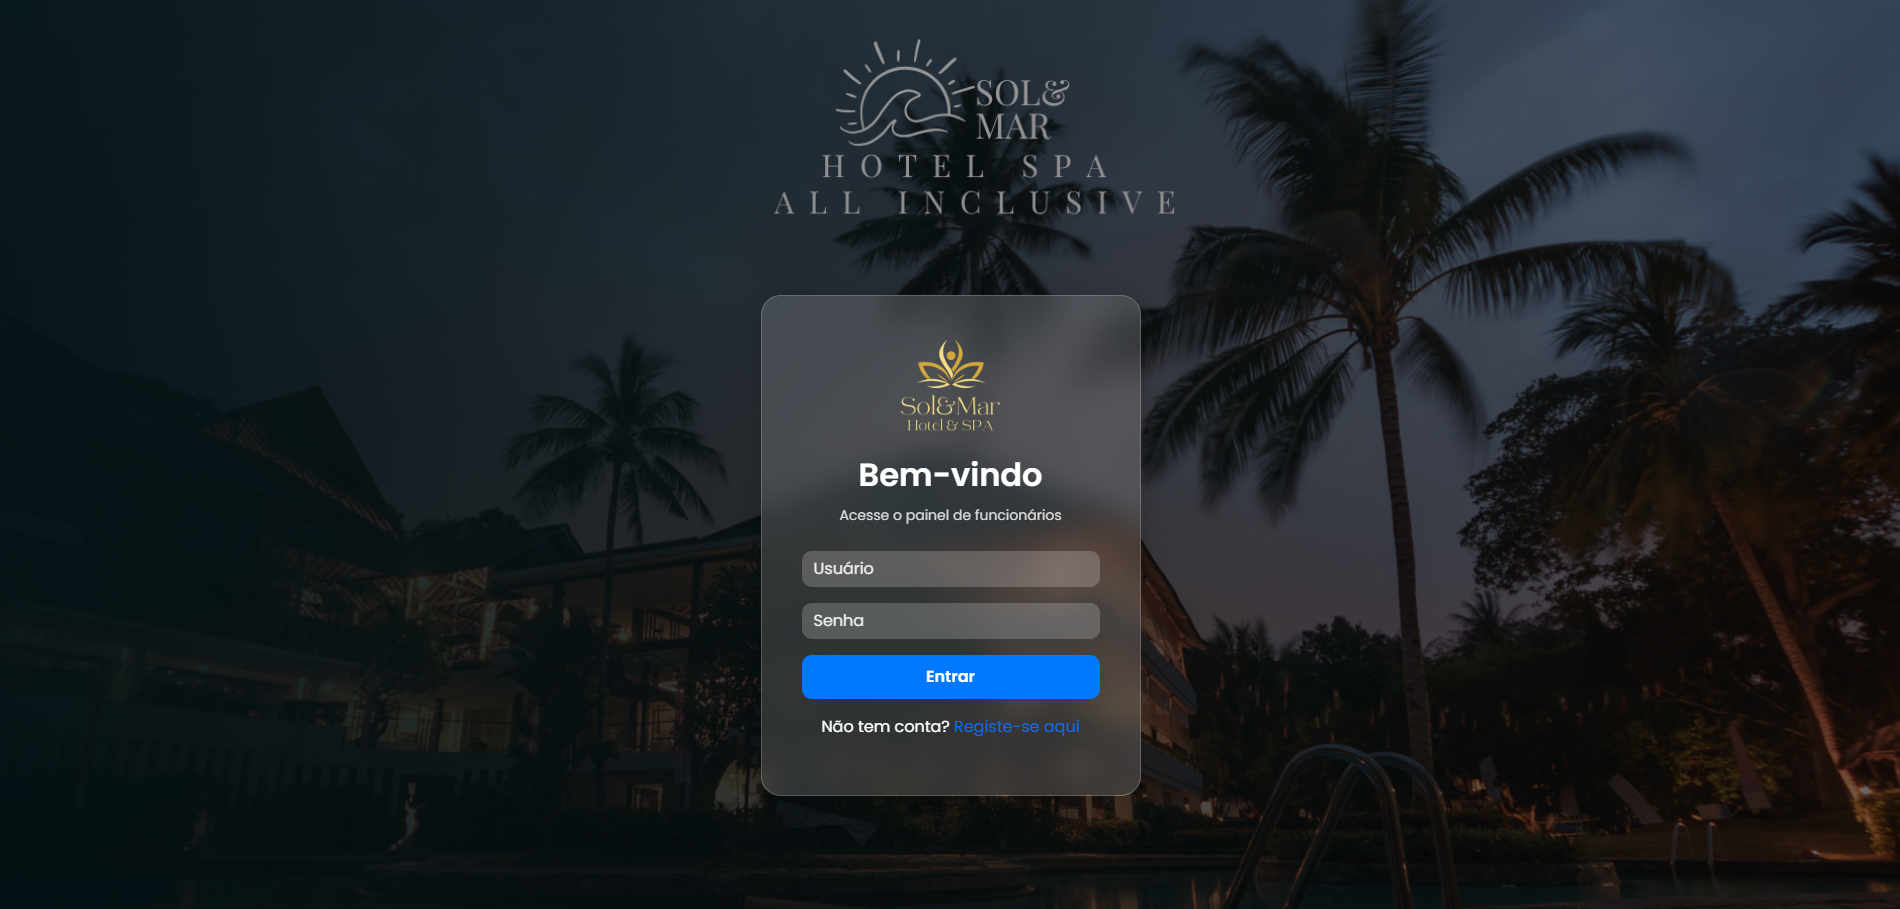 SOL&
MAR
HOTEL SPA
ALL INCLUSIVE
Sol&Mar
Hotel & SPA
Bem-vindo
Acesse o painel de funcionários
Usuário
Senha
Entrar
Não tem conta? Registe-se aqui